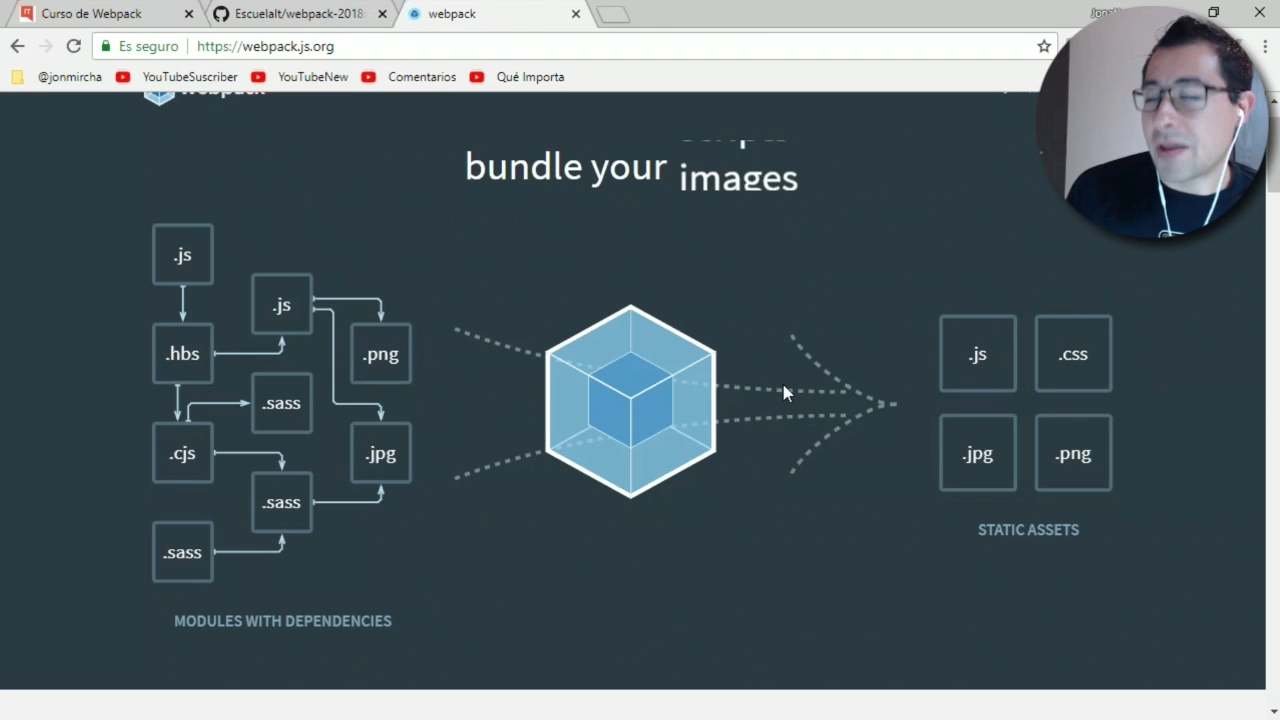 Curso de Webpack
Escuelalt/webpack-2018
webpack
Es seguro
https://webpack.js.org
@jonmircha
YouTubeSuscriber
YouTubeNew
Comentarios
Qué Importa
webpack
bundle your
images
.js
.js
.hbs
.png
.sass
.cjs
.jpg
.sass
.sass
MODULES WITH DEPENDENCIES
.js
.css
.jpg
.png
STATIC ASSETS